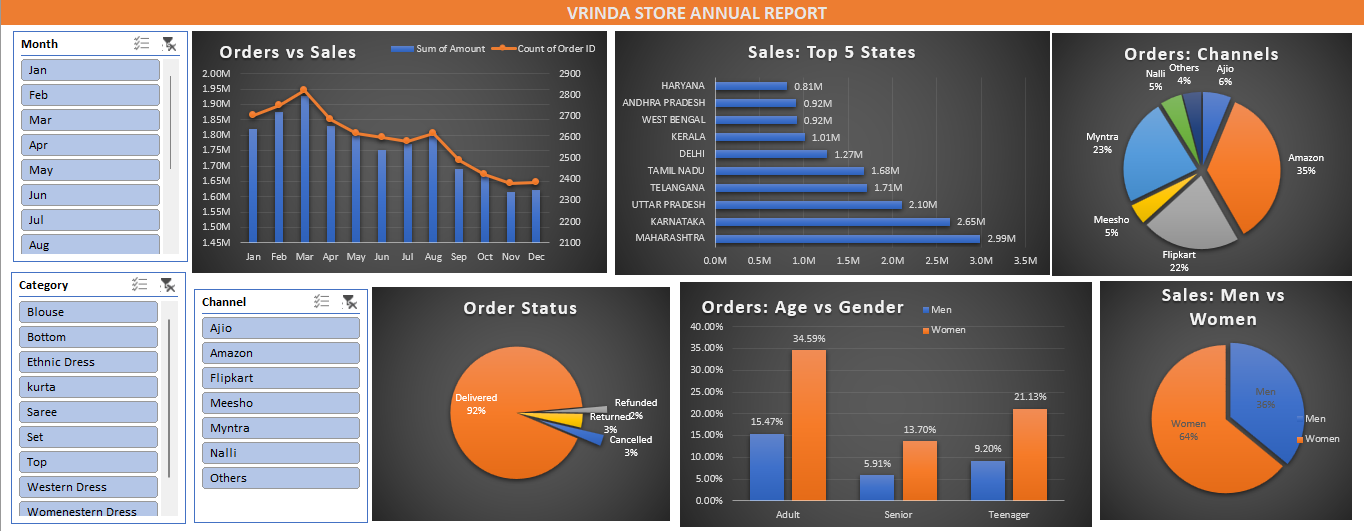 VRINDA STORE ANNUAL REPORT
Month
Jan
Feb
Mar
Apr
May
Jun
Jul
Aug
Orders vs Sales
Sum of Amount
Count of Order ID
2.00M
1.95M
1.90M
1.85M
1.80M
1.75M
1.70M
1.65M
1.60M
1.55M
1.50M
1.45M
2900
2800
2700
2600
2500
2400
2300
2200
2100
Jan Feb Mar Apr May Jun Jul Aug Sep Oct Nov Dec
Sales: Top 5 States
HARYANA 0.81M
ANDHRA PRADESH 0.92M
WEST BENGAL 0.92M
KERALA 1.01M
DELHI 1.27M
TAMIL NADU 1.68M
TELANGANA 1.71M
UTTAR PRADESH 2.10M
KARNATAKA 2.65M
MAHARASHTRA 2.99M
0.0M 0.5M 1.0M 1.5M 2.0M 2.5M 3.0M 3.5M
Orders: Channels
Nalli
5%
Others
4%
Ajio
6%
Myntra
23%
Amazon
35%
Meesho
5%
Flipkart
22%
Category
Blouse
Bottom
Ethnic Dress
kurta
Saree
Set
Top
Western Dress
Womenestern Dress
Channel
Ajio
Amazon
Flipkart
Meesho
Myntra
Nalli
Others
Order Status
Delivered
92%
Refunded
2%
Returned
3%
Cancelled
3%
Orders: Age vs Gender
Men
Women
40.00%
35.00%
30.00%
25.00%
20.00%
15.00%
10.00%
5.00%
0.00%
15.47%
34.59%
5.91%
13.70%
9.20%
21.13%
Adult Senior Teenager
Sales: Men vs
Women
Men
36%
Women
64%
Men
Women